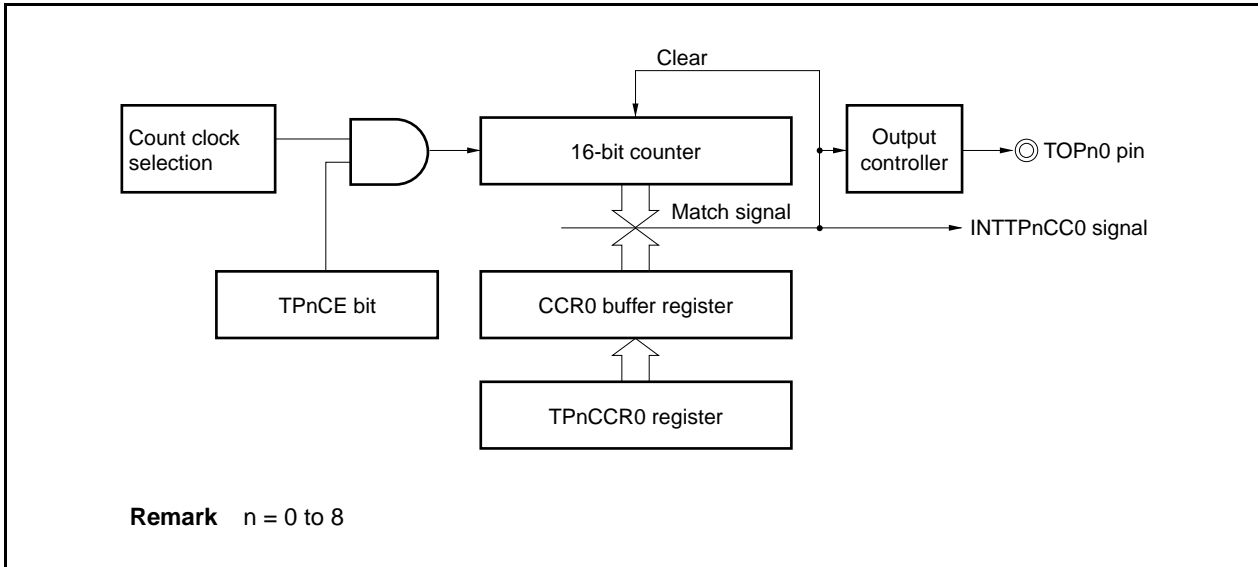 Clear
Count clock
selection
16-bit counter
Output
controller
TOPn0 pin
Match signal
INTTPnCC0 signal
TPnCE bit
CCR0 buffer register
TPnCCR0 register
Remark n = 0 to 8